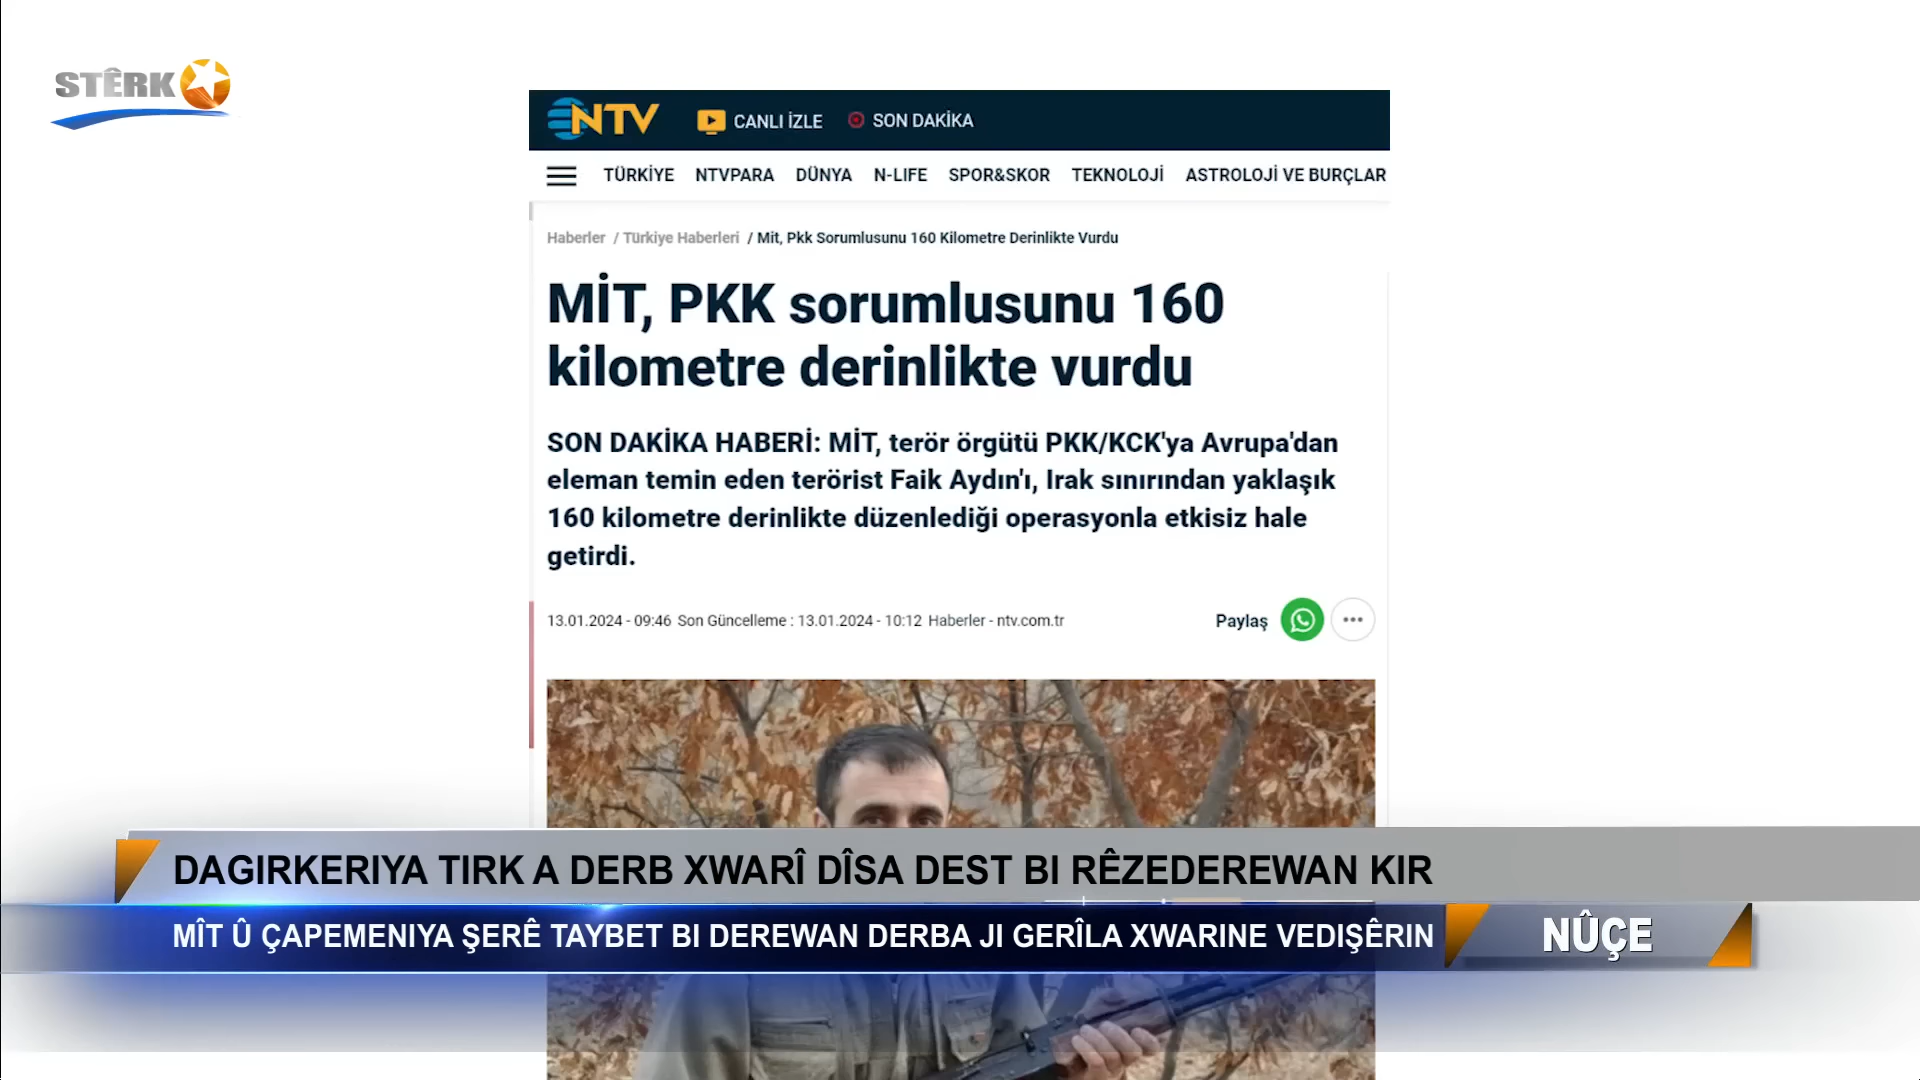 STÊRK
NTV CANLI İZLE SON DAKİKA
TÜRKİYE NTVPARA DÜNYA N-LIFE SPOR&SKOR TEKNOLOJİ ASTROLOJİ VE BURÇLAR
Haberler / Türkiye Haberleri / Mit, Pkk Sorumlusunu 160 Kilometre Derinlikte Vurdu
MİT, PKK sorumlusunu 160
kilometre derinlikte vurdu
SON DAKİKA HABERİ: MİT, terör örgütü PKK/KCK'ya Avrupa'dan
eleman temin eden terörist Faik Aydın'ı, Irak sınırından yaklaşık
160 kilometre derinlikte düzenlediği operasyonla etkisiz hale
getirdi.
13.01.2024 - 09:46 Son Güncelleme : 13.01.2024 - 10:12 Haberler - ntv.com.tr
Paylaş
DAGIRKERIYA TIRK A DERB XWARÎ DÎSA DEST BI RÊZEDEREWAN KIR
MÎT Û ÇAPEMENIYA ŞERÊ TAYBET BI DEREWAN DERBA JI GERÎLA XWARINE VEDIŞÊRIN
NÛÇE